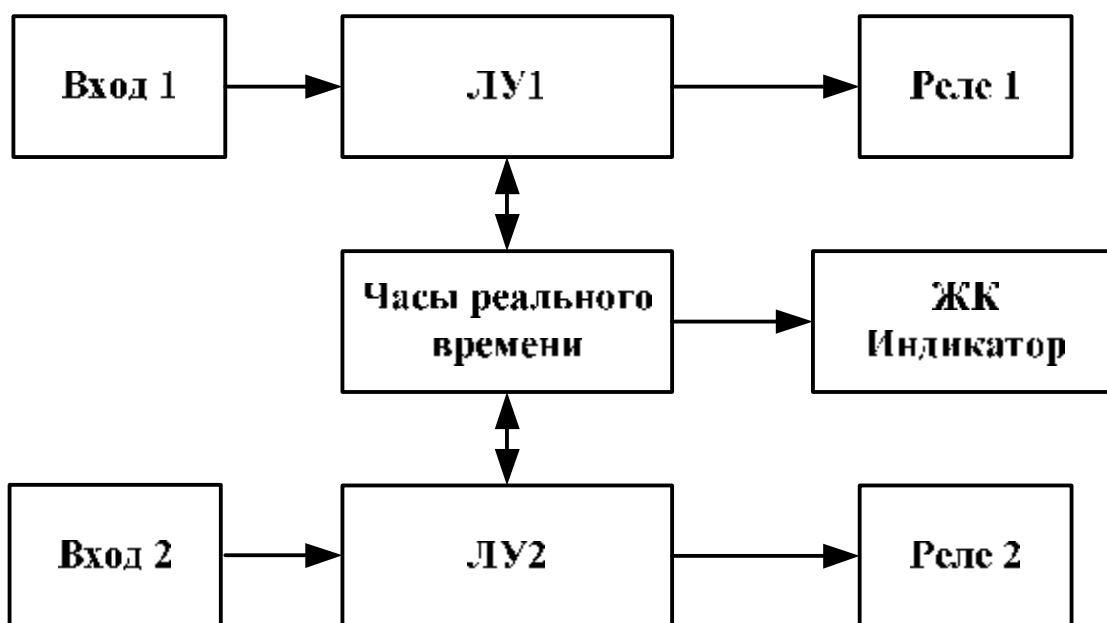 Вход 1
ЛУ1
Реле 1
Часы реального
времени
ЖК
Индикатор
Вход 2
ЛУ2
Реле 2